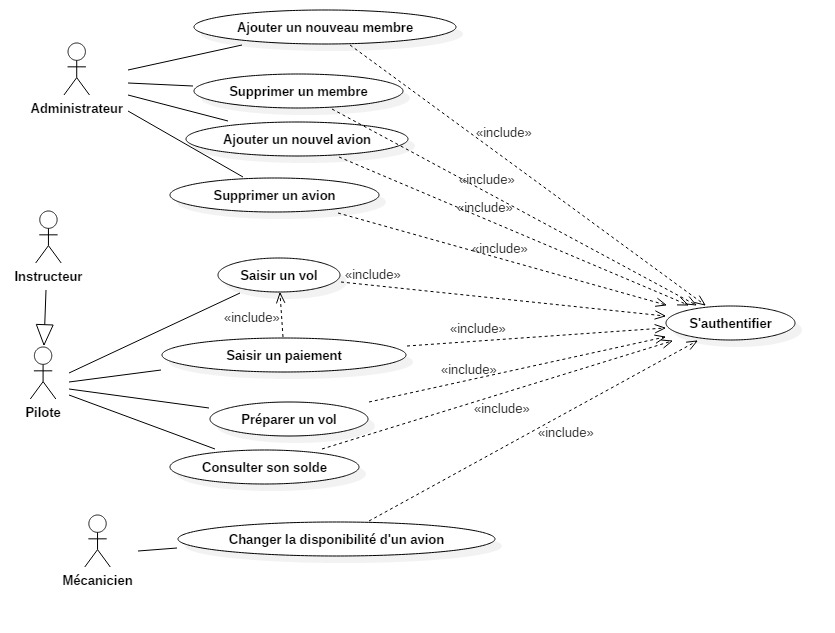 Ajouter un nouveau membre
Administrateur
Supprimer un membre
«include»
Ajouter un nouvel avion
«include»
Supprimer un avion
«include»
«include»
Instructeur
Saisir un vol
«include»
«include»
S'authentifier
Saisir un paiement
«include»
«include»
Pilote
Préparer un vol
«include»
«include»
Consulter son solde
Changer la disponibilité d'un avion
Mécanicien